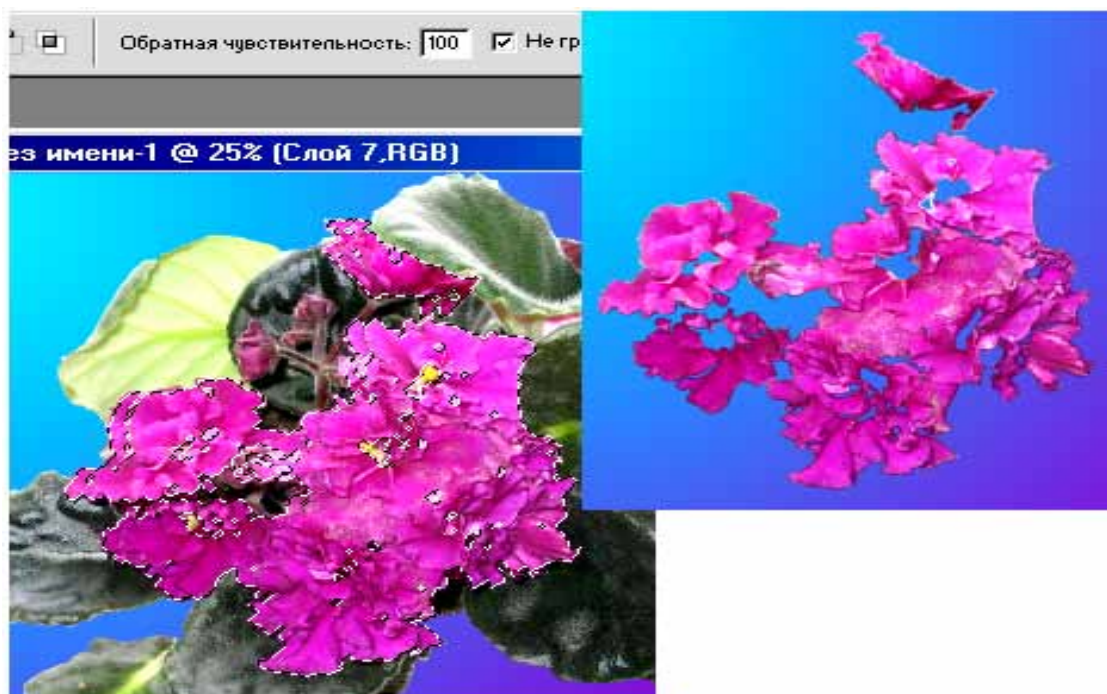 Обратная чувствительность: 100 Не гр
ез имени-1 @ 25% (Слой 7,RGB)